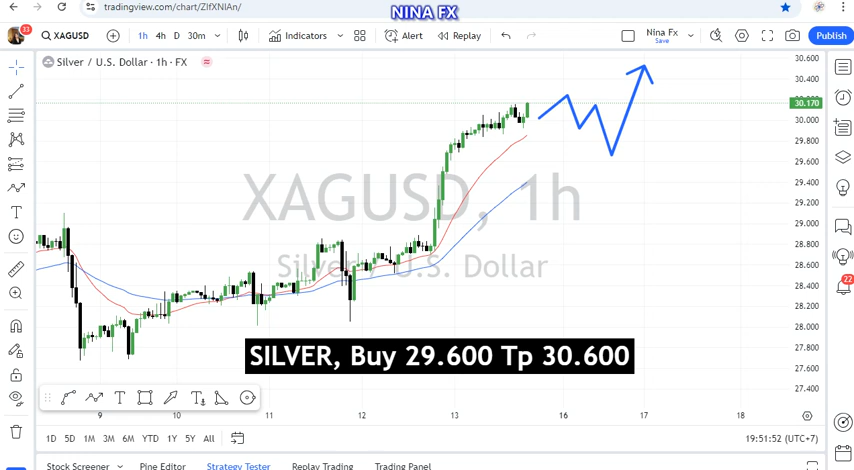 tradingview.com/chart/ZlfXNlAn/
NINA FX
33
XAGUSD
1h 4h D 30m
Indicators
Alert
Replay
Nina Fx
Save
Publish
Silver / U.S. Dollar · 1h · FX
XAGUSD, 1h
Silver / U.S. Dollar
SILVER, Buy 29.600 Tp 30.600
30.600
30.400
30.170
30.000
29.800
29.600
29.400
29.200
29.000
28.800
28.600
28.400
28.200
28.000
27.800
27.600
27.400
22
9 10 11 12 13 16 17 18
1D 5D 1M 3M 6M YTD 1Y 5Y All
19:51:52 (UTC+7)
Stock Screener Pine Editor Strategy Tester Replay Trading Trading Panel